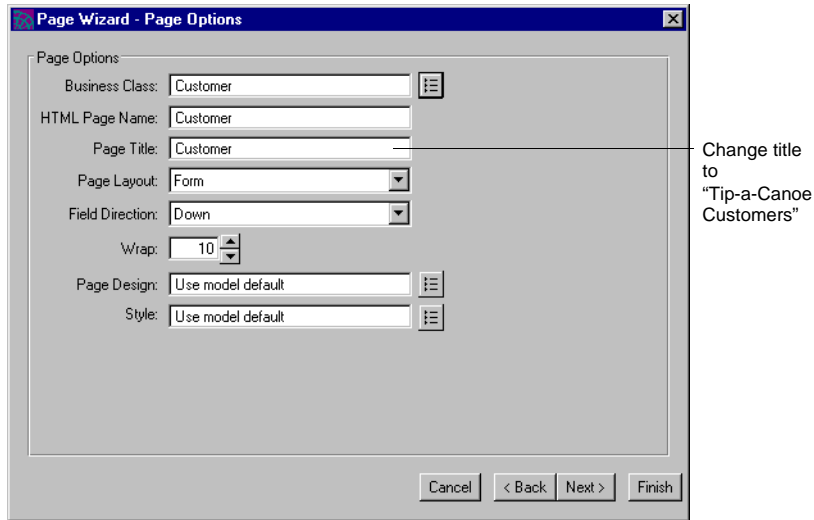 Page Wizard - Page Options
Page Options
Business Class: Customer
HTML Page Name: Customer
Page Title: Customer
Change title
to
“Tip-a-Canoe
Customers”
Page Layout: Form
Field Direction: Down
Wrap: 10
Page Design: Use model default
Style: Use model default
Cancel < Back Next > Finish